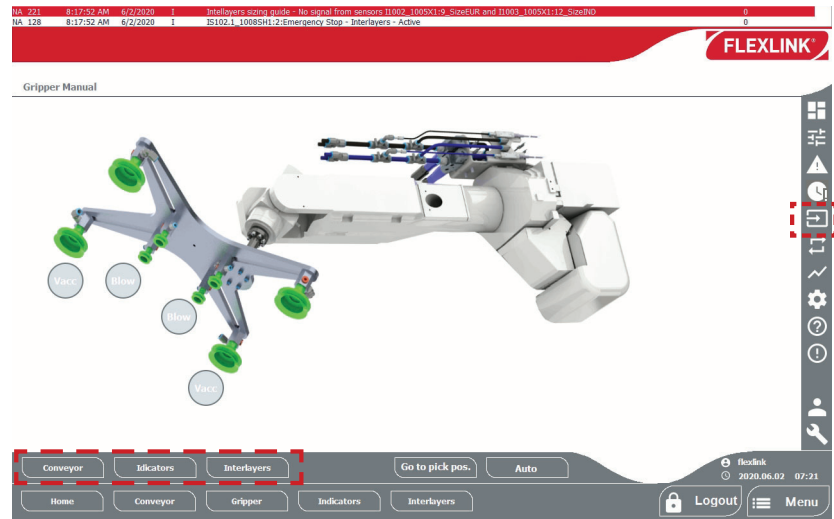 NA 221 8:17:52 AM 6/2/2020 I Intellayers sizing guide - No signal from sensors I1002_1005X1:9_SizeEUR and I1003_1005X1:12_SizeIND 0
NA 128 8:17:52 AM 6/2/2020 I IS102.1_1008SH1:2:Emergency Stop - Interlayers - Active 0
FLEXLINK®
Gripper Manual
Vacc
Blow
Blow
Vacc
Conveyor Idicators Interlayers Go to pick pos. Auto
flexlink
2020.06.02 07:21
Home Conveyor Gripper Indicators Interlayers Logout Menu